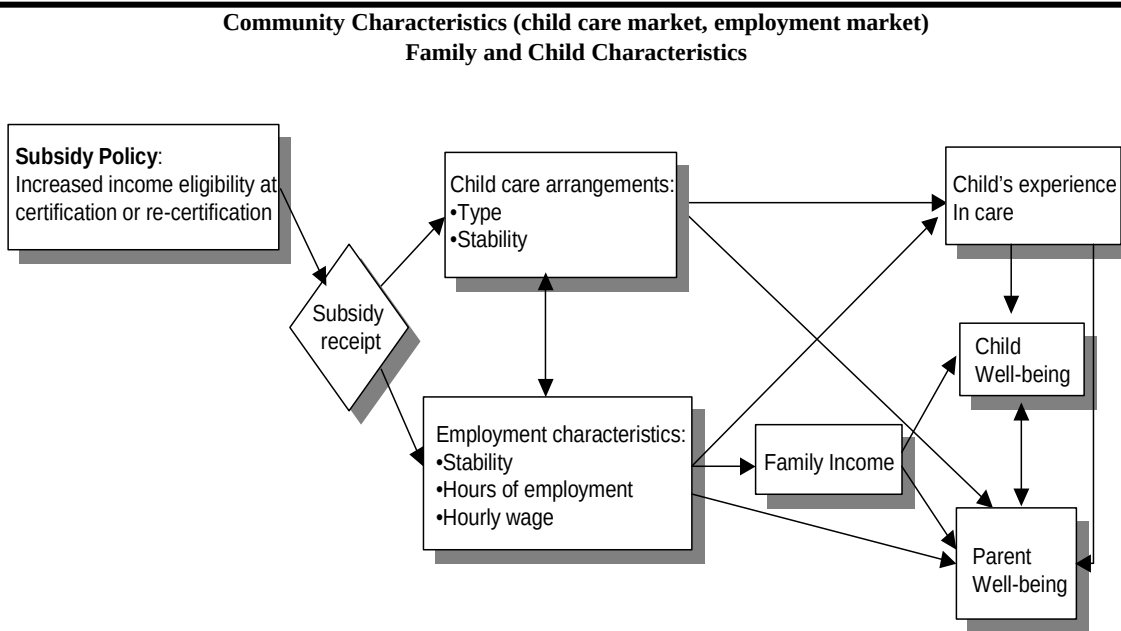 Community Characteristics (child care market, employment market)
Family and Child Characteristics
Subsidy Policy:
Increased income eligibility at
certification or re-certification
Child care arrangements:
•Type
•Stability
Child's experience
In care
Subsidy
receipt
Child
Well-being
Employment characteristics:
•Stability
•Hours of employment
•Hourly wage
Family Income
Parent
Well-being